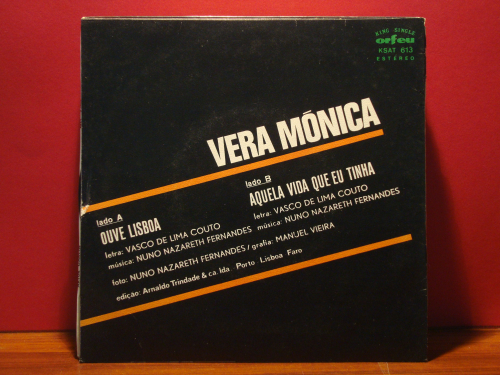 KING SINGLE
orfeu
KSAT 613
ESTEREO
VERA MÓNICA
lado A
OUVE LISBOA
letra: VASCO DE LIMA COUTO
música: NUNO NAZARETH FERNANDES
lado B
AQUELA VIDA QUE EU TINHA
letra: VASCO DE LIMA COUTO
música: NUNO NAZARETH FERNANDES
foto: NUNO NAZARETH FERNANDES / grafia: MANUEL VIEIRA
edição: Arnaldo Trindade & ca lda. Porto Lisboa Faro